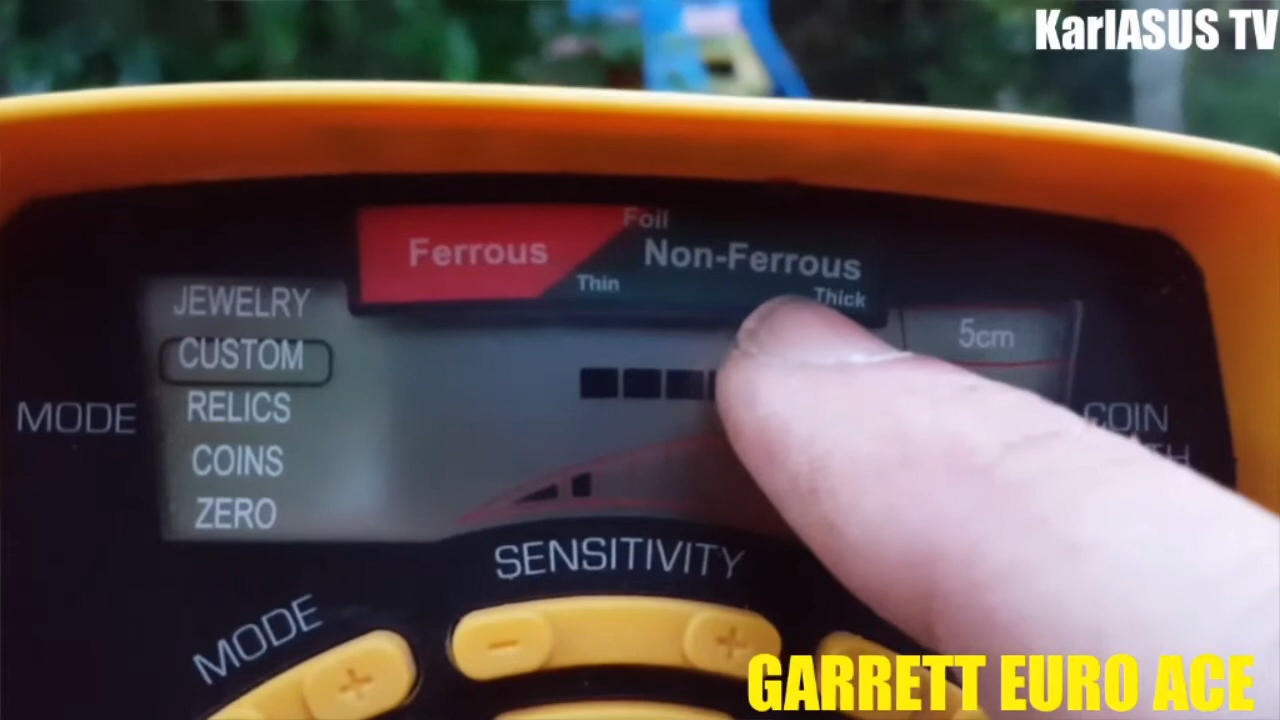 KarlASUS TV
Foil
Ferrous
Non-Ferrous
Thin
Thick
JEWELRY
CUSTOM
RELICS
COINS
ZERO
5cm
MODE
COIN
SENSITIVITY
MODE
- +
+
GARRETT EURO ACE